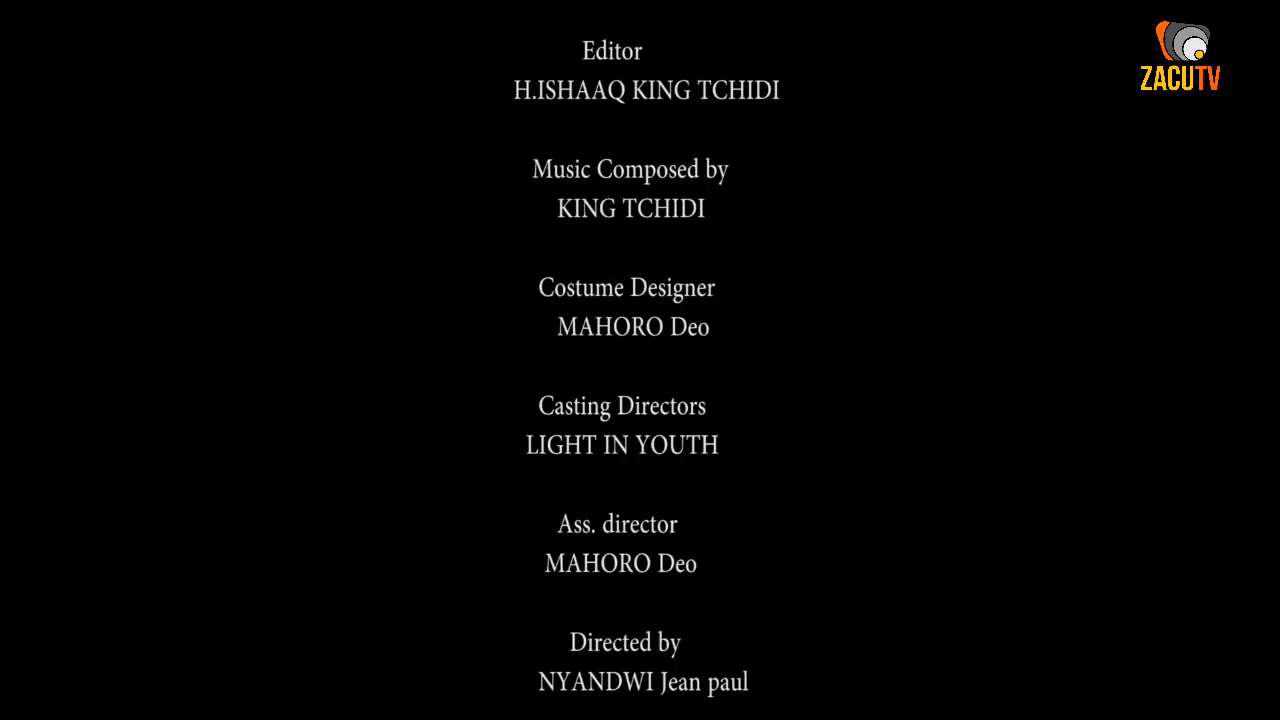 Editor
H.ISHAAQ KING TCHIDI
ZACUTV
Music Composed by
KING TCHIDI
Costume Designer
MAHORO Deo
Casting Directors
LIGHT IN YOUTH
Ass. director
MAHORO Deo
Directed by
NYANDWI Jean paul